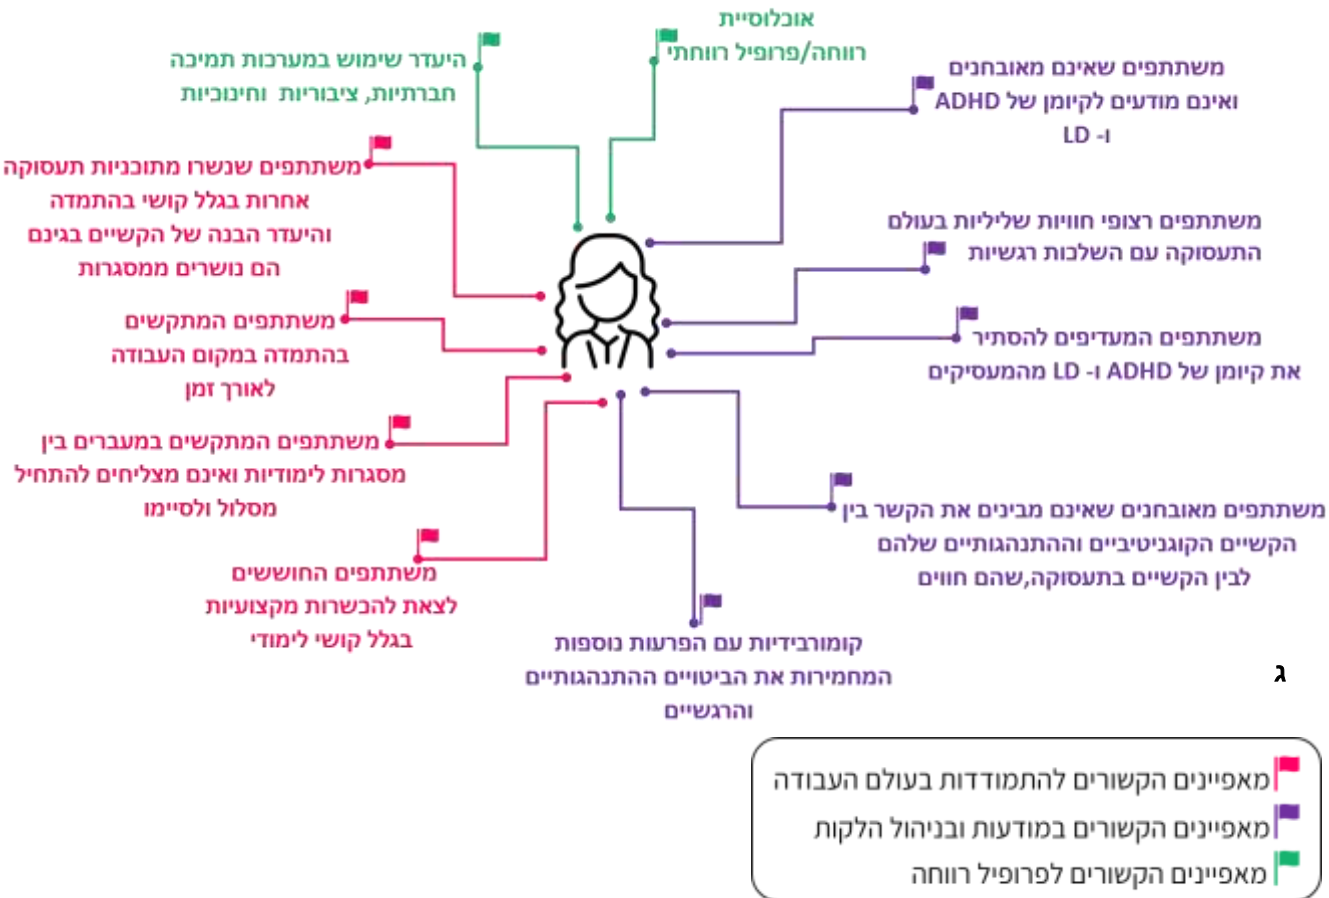 אוכלוסיית
רווחה/פרופיל רווחתי
היעדר שימוש במערכות תמיכה
חברתיות, ציבוריות וחינוכיות
משתתפים שאינם מאובחנים
ואינם מודעים לקיומן של ADHD
ו- LD
משתתפים רצופי חוויות שליליות בעולם
התעסוקה עם השלכות רגשיות
משתתפים המעדיפים להסתיר
את קיומן של ADHD ו- LD מהמעסיקים
משתתפים מאובחנים שאינם מבינים את הקשר בין
הקשיים הקוגניטיביים וההתנהגותיים שלהם
לבין הקשיים בתעסוקה,שהם חווים
קומורבידיות עם הפרעות נוספות
המחמירות את הביטויים ההתנהגותיים
והרגשיים
משתתפים שנשרו מתוכניות תעסוקה
אחרות בגלל קושי בהתמדה
והיעדר הבנה של הקשיים בגינם
הם נושרים ממסגרות
משתתפים המתקשים
בהתמדה במקום העבודה
לאורך זמן
משתתפים המתקשים במעברים בין
מסגרות לימודיות ואינם מצליחים להתחיל
מסלול ולסיימו
משתתפים החוששים
לצאת להכשרות מקצועיות
בגלל קושי לימודי
ג
מאפיינים הקשורים להתמודדות בעולם העבודה
מאפיינים הקשורים במודעות ובניהול הלקות
מאפיינים הקשורים לפרופיל רווחה